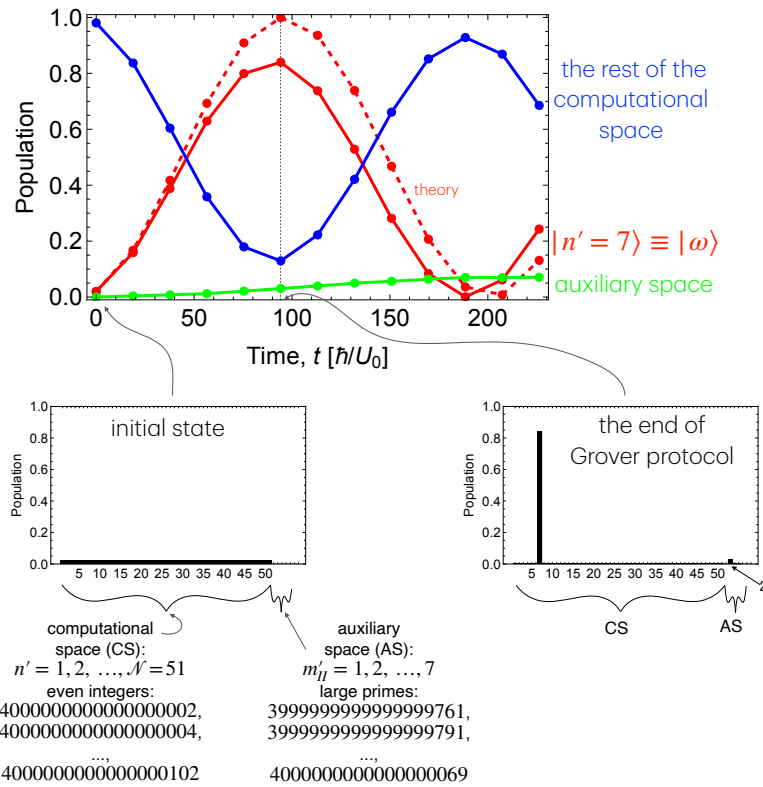 1.0
0.8
0.6
0.4
0.2
0.0
Population
0 50 100 150 200
Time, t [ℏ/U₀]
the rest of the
computational
space
theory
|n′ = 7⟩ ≡ |ω⟩
auxiliary space
1.0
0.8
0.6
0.4
0.2
0.0
Population
initial state
5 10 15 20 25 30 35 40 45 50
1.0
0.8
0.6
0.4
0.2
0.0
Population
the end of
Grover protocol
5 10 15 20 25 30 35 40 45 50
CS
AS
computational
space (CS):
n′ = 1, 2, …, 𝒩 = 51
even integers:
4000000000000000002,
4000000000000000004,
...,
4000000000000000102
auxiliary
space (AS):
m′_II = 1, 2, …, 7
large primes:
3999999999999999761,
3999999999999999791,
...,
4000000000000000069